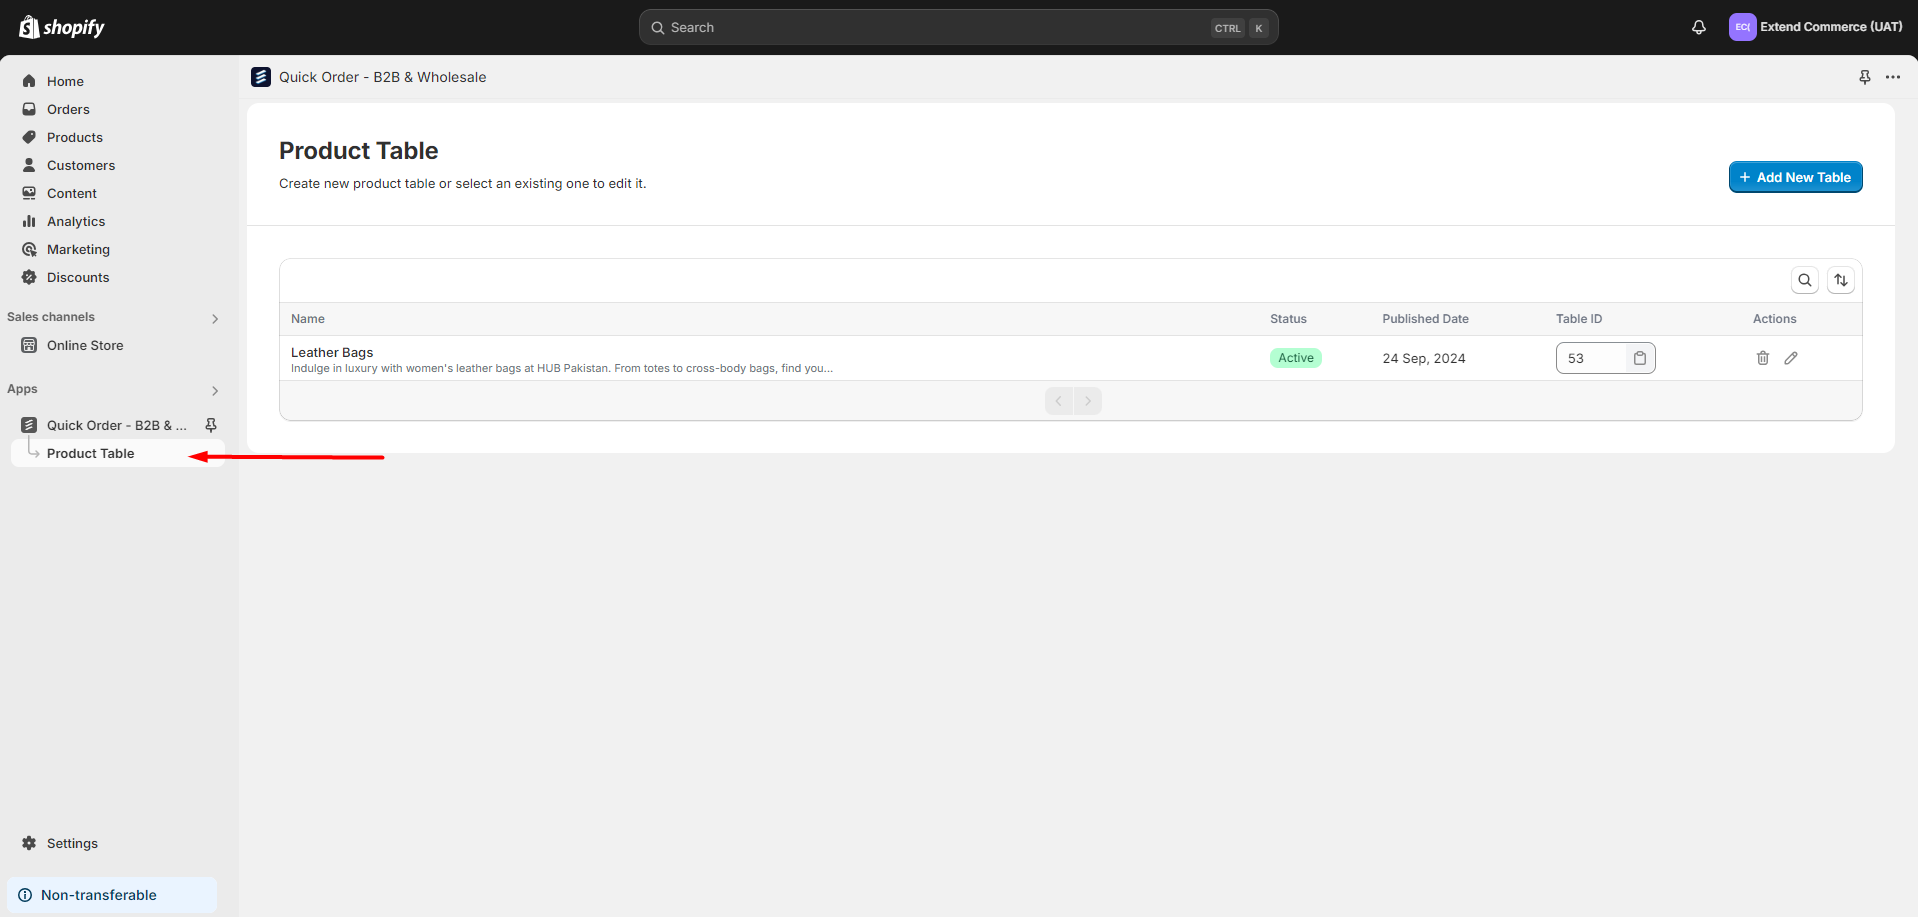 shopify
Search
CTRL K
EC(
Extend Commerce (UAT)
Home
Orders
Products
Customers
Content
Analytics
Marketing
Discounts
Sales channels
Online Store
Apps
Quick Order - B2B & ...
Product Table
Settings
Non-transferable
Quick Order - B2B & Wholesale
Product Table
Create new product table or select an existing one to edit it.
+ Add New Table
Name Status Published Date Table ID Actions
Leather Bags Active 24 Sep, 2024 53
Indulge in luxury with women's leather bags at HUB Pakistan. From totes to cross-body bags, find you...